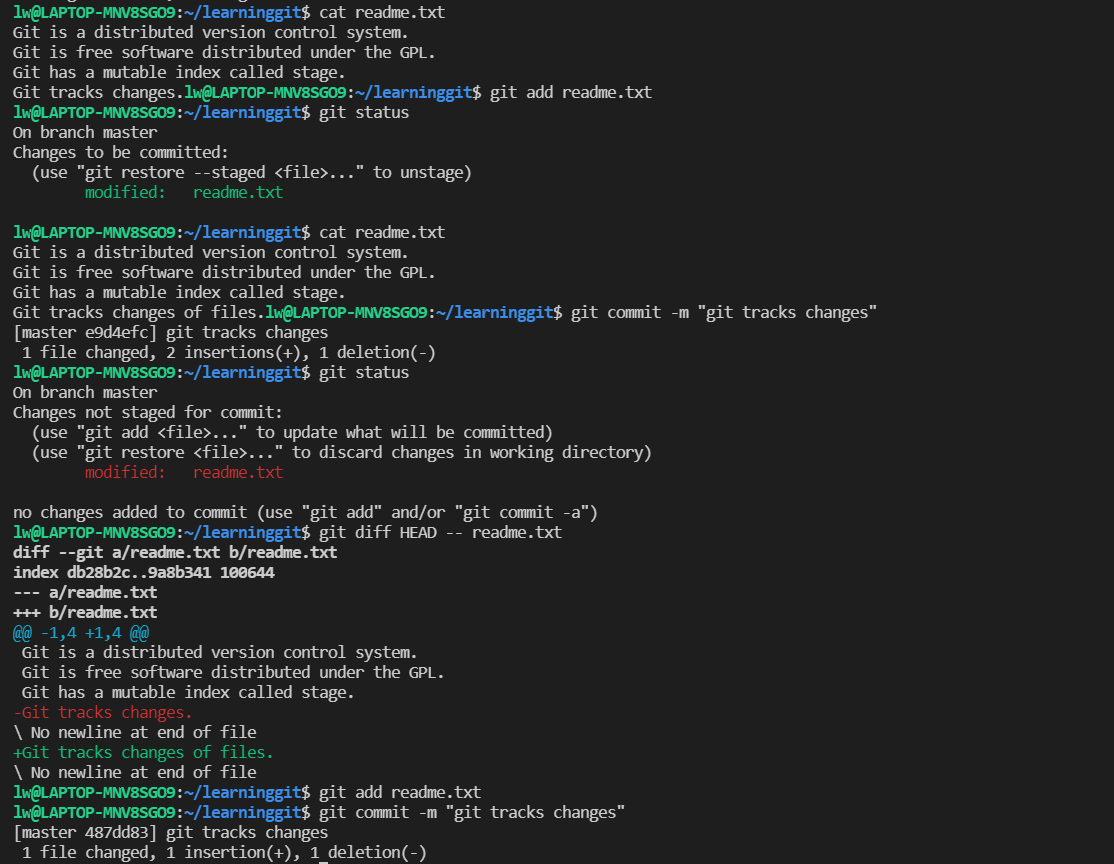 lw@LAPTOP-MNV8SGO9:~/learninggit$ cat readme.txt
Git is a distributed version control system.
Git is free software distributed under the GPL.
Git has a mutable index called stage.
Git tracks changes.lw@LAPTOP-MNV8SGO9:~/learninggit$ git add readme.txt
lw@LAPTOP-MNV8SGO9:~/learninggit$ git status
On branch master
Changes to be committed:
  (use "git restore --staged <file>..." to unstage)
        modified:   readme.txt

lw@LAPTOP-MNV8SGO9:~/learninggit$ cat readme.txt
Git is a distributed version control system.
Git is free software distributed under the GPL.
Git has a mutable index called stage.
Git tracks changes of files.lw@LAPTOP-MNV8SGO9:~/learninggit$ git commit -m "git tracks changes"
[master e9d4efc] git tracks changes
 1 file changed, 2 insertions(+), 1 deletion(-)
lw@LAPTOP-MNV8SGO9:~/learninggit$ git status
On branch master
Changes not staged for commit:
  (use "git add <file>..." to update what will be committed)
  (use "git restore <file>..." to discard changes in working directory)
        modified:   readme.txt

no changes added to commit (use "git add" and/or "git commit -a")
lw@LAPTOP-MNV8SGO9:~/learninggit$ git diff HEAD -- readme.txt
diff --git a/readme.txt b/readme.txt
index db28b2c..9a8b341 100644
--- a/readme.txt
+++ b/readme.txt
@@ -1,4 +1,4 @@
 Git is a distributed version control system.
 Git is free software distributed under the GPL.
 Git has a mutable index called stage.
-Git tracks changes.
\ No newline at end of file
+Git tracks changes of files.
\ No newline at end of file
lw@LAPTOP-MNV8SGO9:~/learninggit$ git add readme.txt
lw@LAPTOP-MNV8SGO9:~/learninggit$ git commit -m "git tracks changes"
[master 487dd83] git tracks changes
 1 file changed, 1 insertion(+), 1 deletion(-)